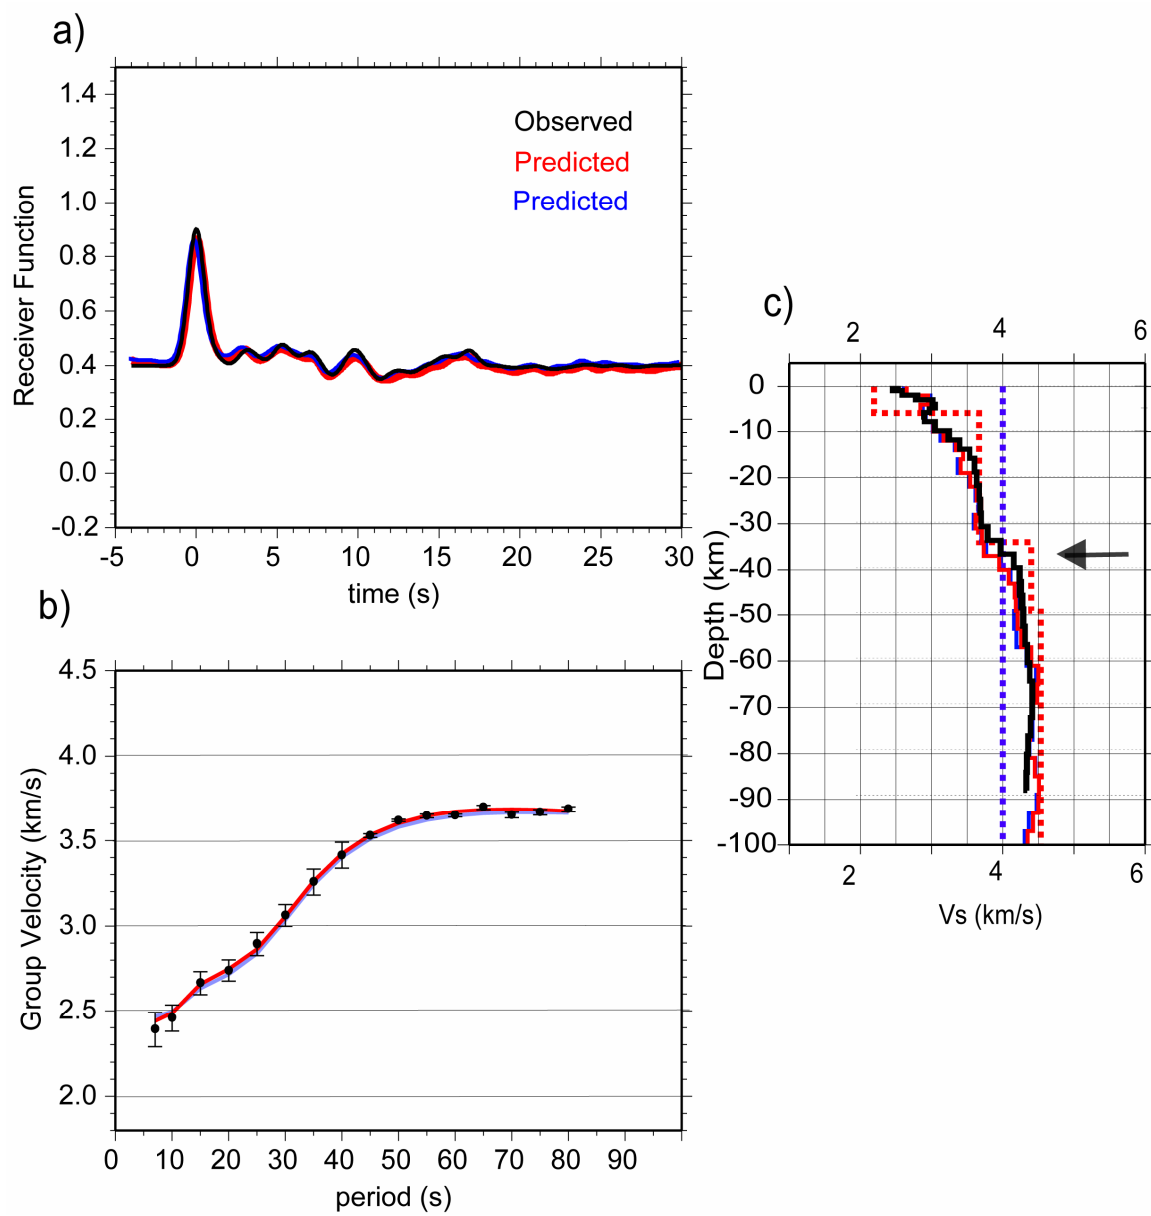 a)
1.4
1.2
1.0
0.8
0.6
0.4
0.2
0.0
-0.2
Receiver Function
Observed
Predicted
Predicted
-5 0 5 10 15 20 25 30
time (s)
b)
4.5
4.0
3.5
3.0
2.5
2.0
Group Velocity (km/s)
0 10 20 30 40 50 60 70 80 90
period (s)
c)
2 4 6
0
-10
-20
-30
-40
-50
-60
-70
-80
-90
-100
Depth (km)
2 4 6
Vs (km/s)